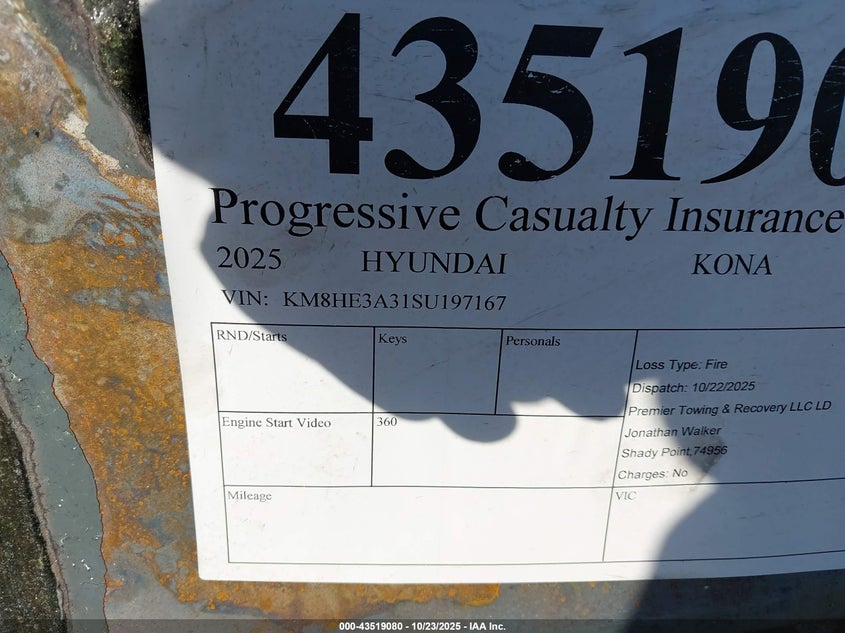 435190
Progressive Casualty Insurance
2025 HYUNDAI KONA
VIN: KM8HE3A31SU197167
RND/Starts Keys Personals
Loss Type: Fire
Dispatch: 10/22/2025
Premier Towing & Recovery LLC LD
Engine Start Video 360
Jonathan Walker
Shady Point,74956
Charges: No
Mileage VIC
000-43519080 - 10/23/2025 - IAA Inc.